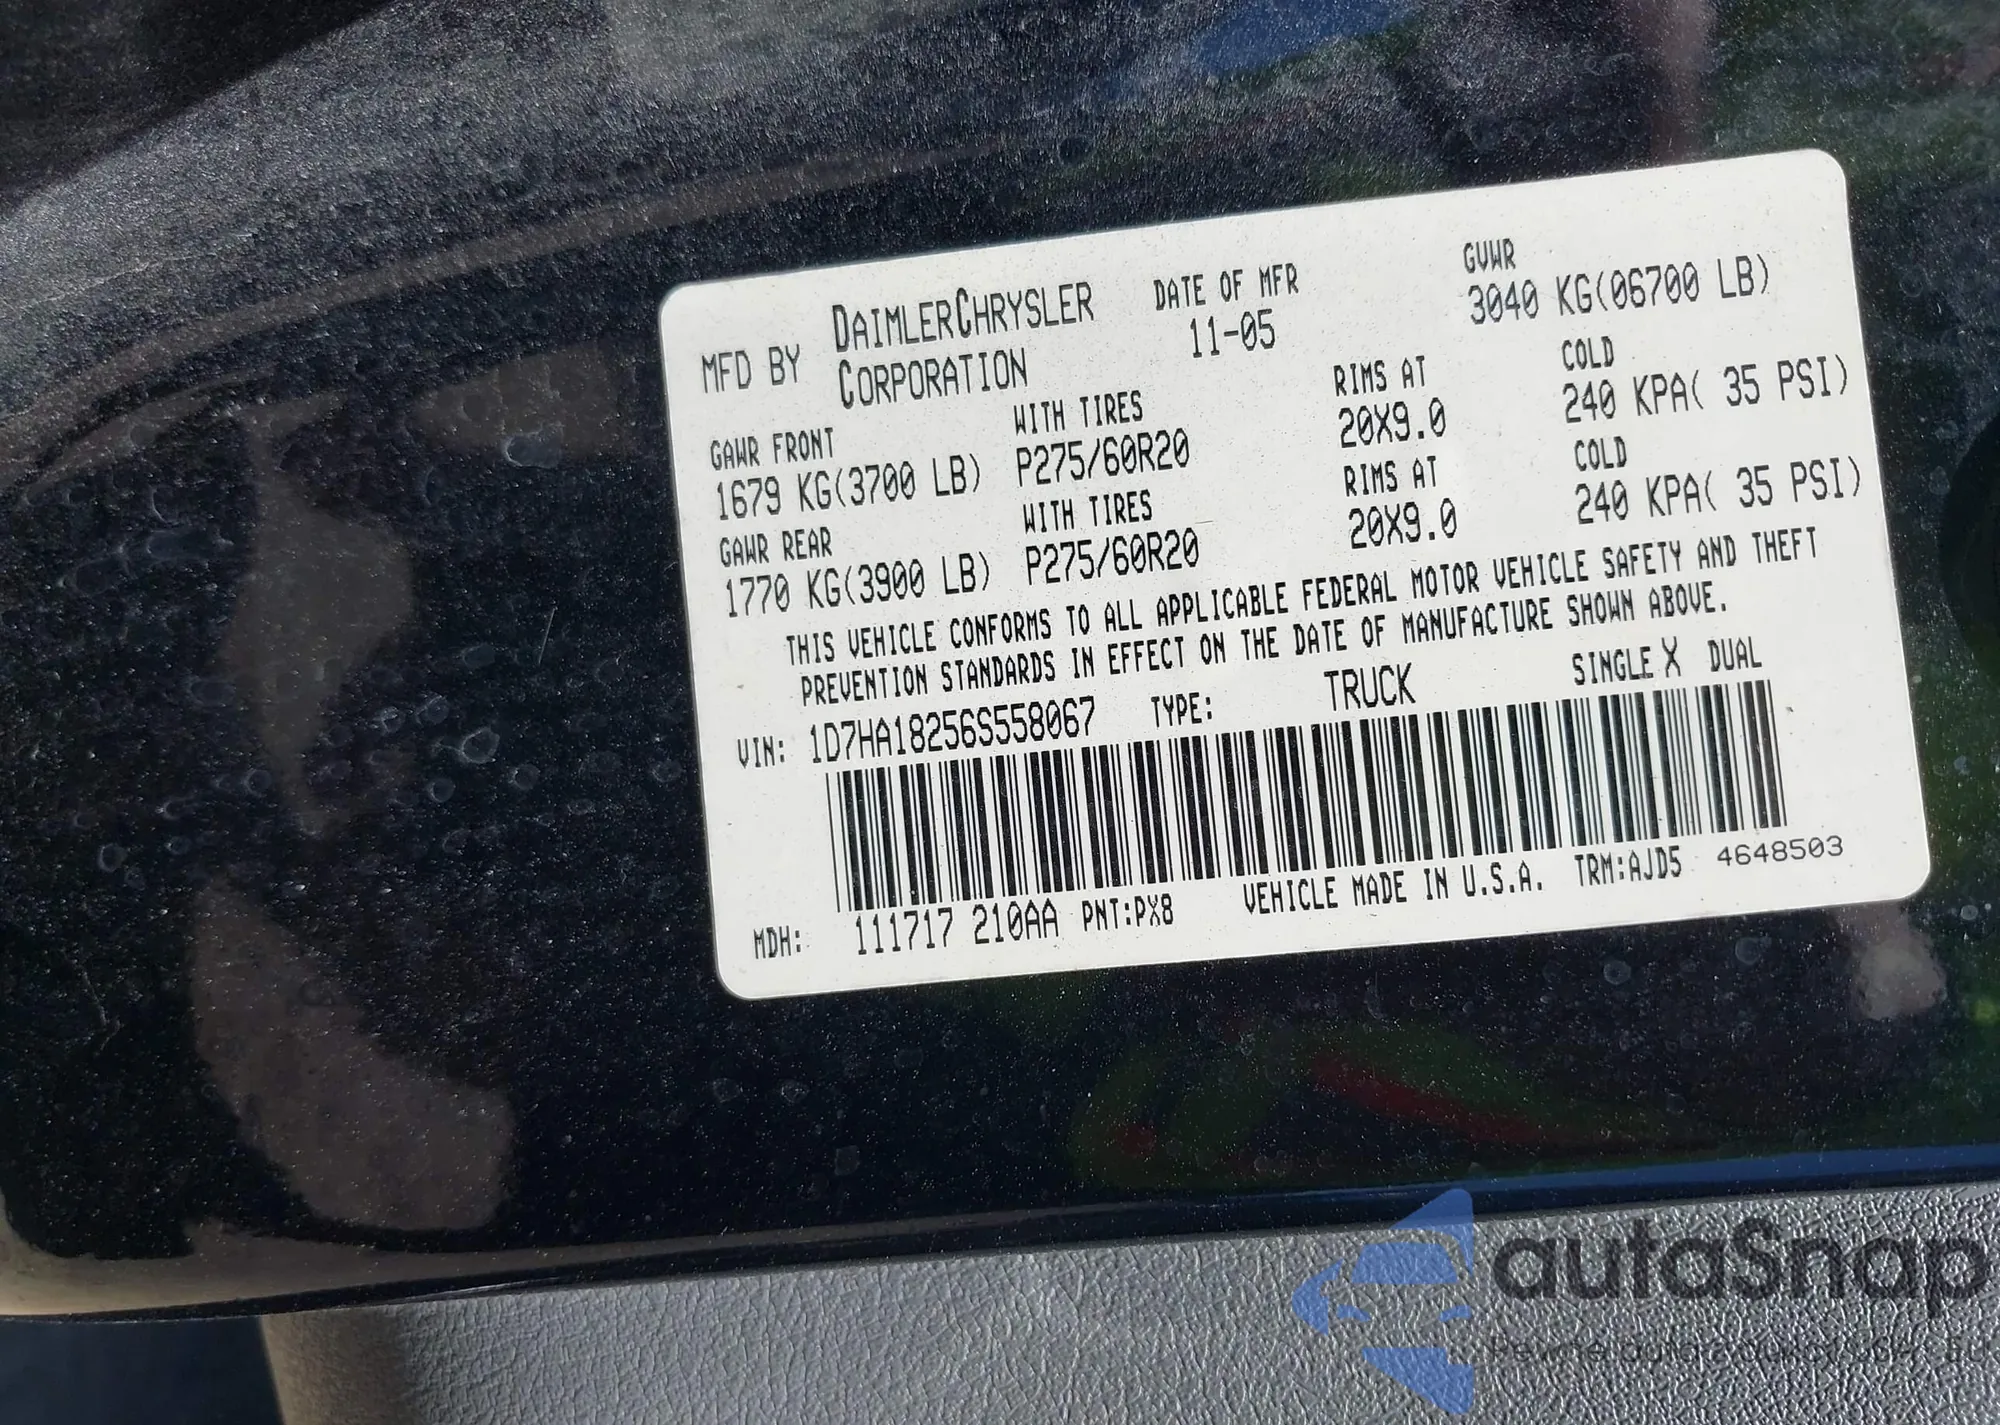 MFD BY DAIMLERCHRYSLER CORPORATION DATE OF MFR 11-05 GVWR 3040 KG(06700 LB)
GAWR FRONT WITH TIRES RIMS AT COLD
1679 KG(3700 LB) P275/60R20 20X9.0 240 KPA( 35 PSI)
GAWR REAR WITH TIRES RIMS AT COLD
1770 KG(3900 LB) P275/60R20 20X9.0 240 KPA( 35 PSI)
THIS VEHICLE CONFORMS TO ALL APPLICABLE FEDERAL MOTOR VEHICLE SAFETY AND THEFT
PREVENTION STANDARDS IN EFFECT ON THE DATE OF MANUFACTURE SHOWN ABOVE.
VIN: 1D7HA18256S558067 TYPE: TRUCK SINGLE X DUAL
MDH: 111717 210AA PNT:PX8 VEHICLE MADE IN U.S.A. TRM:AJD5 4648503
autaSnap